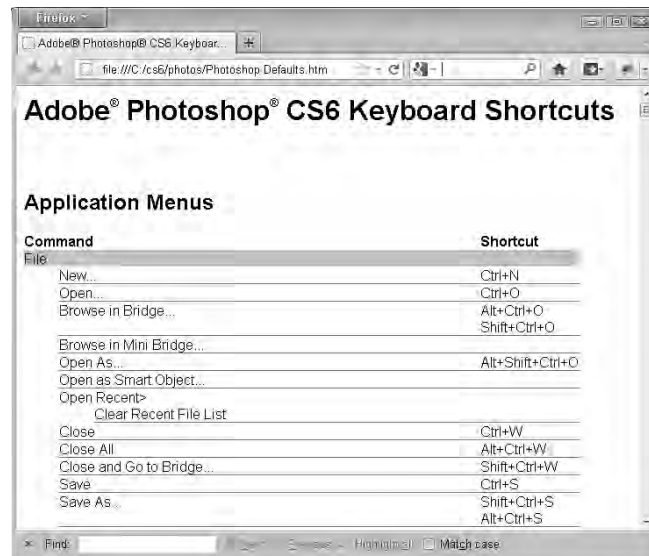 Firefox
Adobe® Photoshop® CS6 Keyboar...
file:///C:/cs6/photos/Photoshop Defaults.htm
Adobe® Photoshop® CS6 Keyboard Shortcuts
Application Menus
Command Shortcut
File
New... Ctrl+N
Open... Ctrl+O
Browse in Bridge... Alt+Ctrl+O
Shift+Ctrl+O
Browse in Mini Bridge...
Open As... Alt+Shift+Ctrl+O
Open as Smart Object...
Open Recent>
Clear Recent File List
Close Ctrl+W
Close All Alt+Ctrl+W
Close and Go to Bridge... Shift+Ctrl+W
Save Ctrl+S
Save As... Shift+Ctrl+S
Alt+Ctrl+S
× Find: Match case